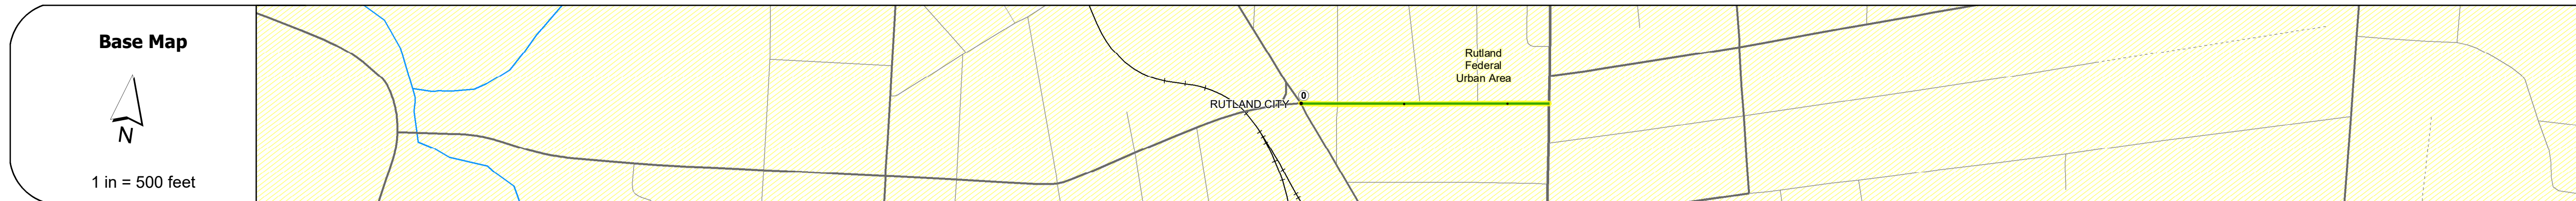 Base Map
N
1 in = 500 feet
RUTLAND CITY
0
Rutland
Federal
Urban Area